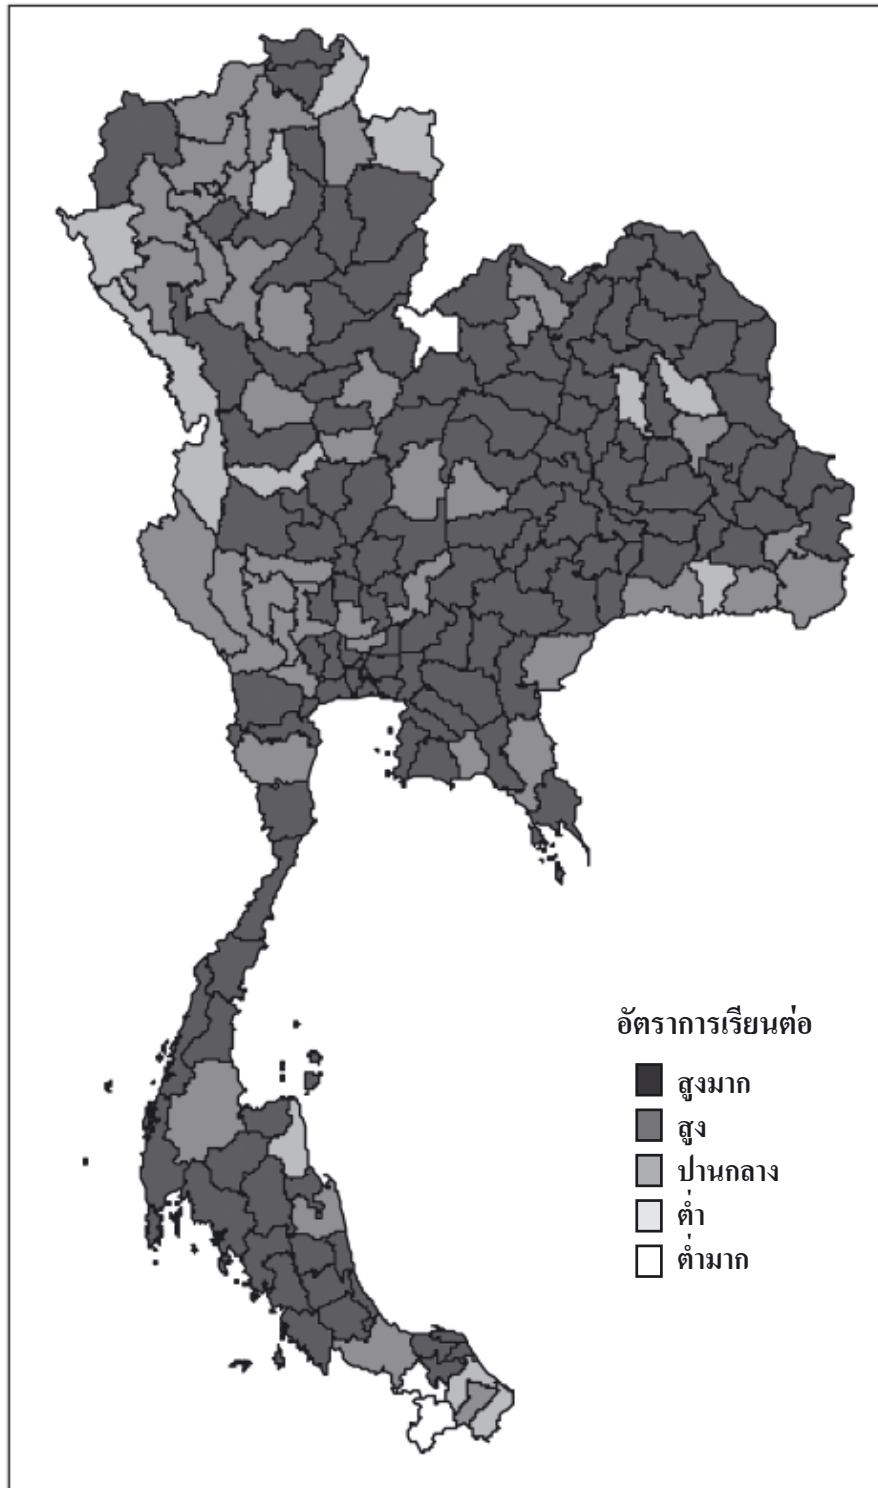 อัตราการเรียนต่อ
สูงมาก
สูง
ปานกลาง
ต่ำ
ต่ำมาก